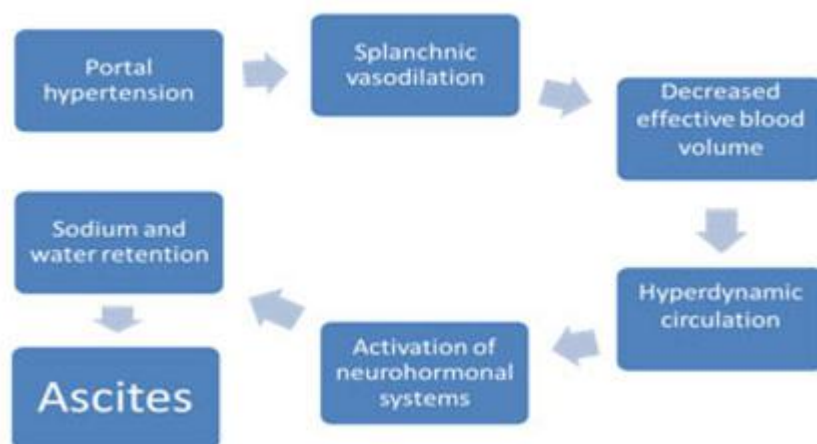 Portal
hypertension
Splanchnic
vasodilation
Decreased
effective blood
volume
Hyperdynamic
circulation
Activation of
neurohormonal
systems
Sodium and
water retention
Ascites